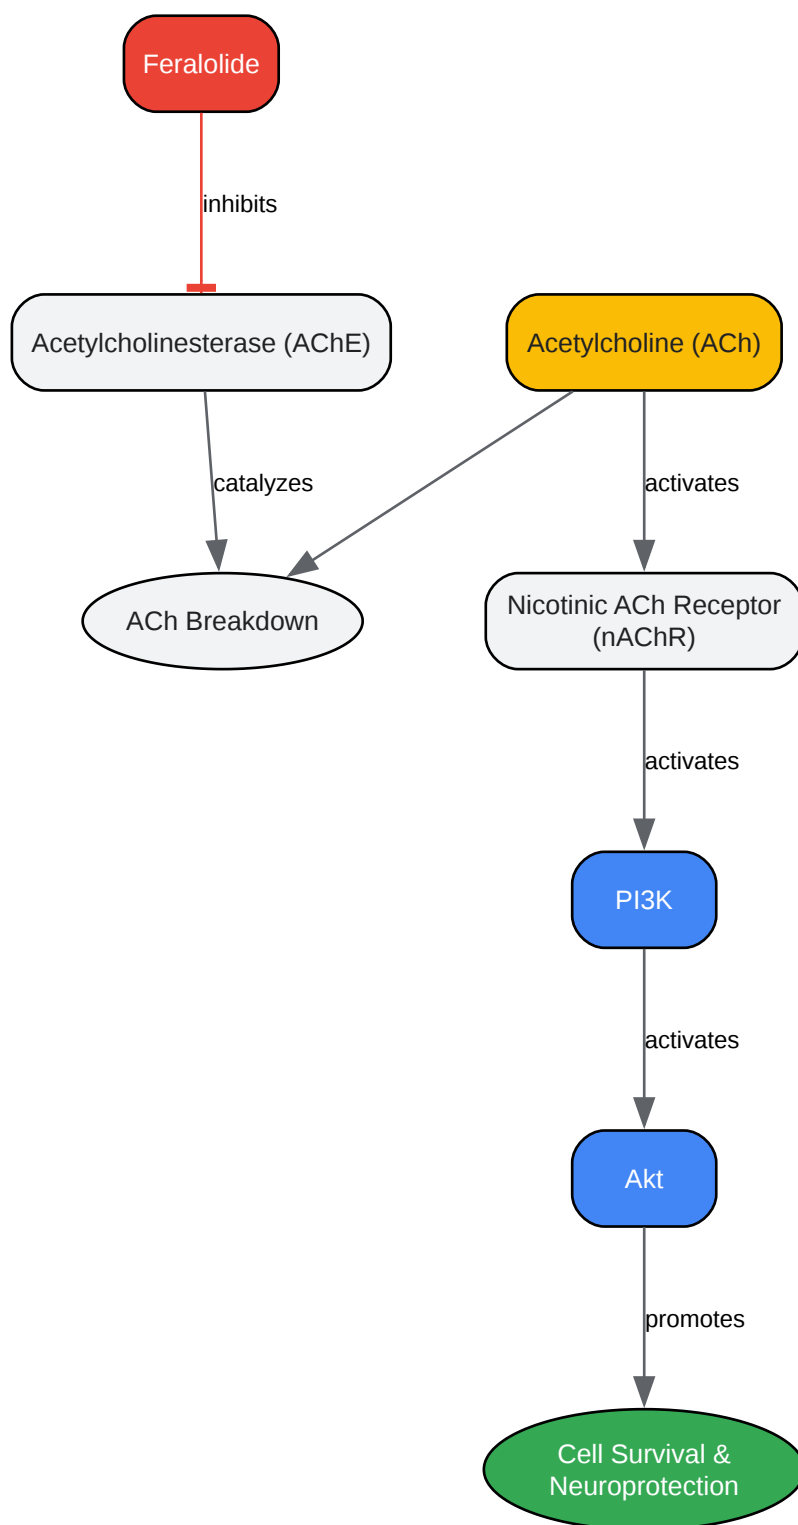 Feralolide
inhibits
Acetylcholinesterase (AChE)
Acetylcholine (ACh)
catalyzes
activates
ACh Breakdown
Nicotinic ACh Receptor
(nAChR)
activates
PI3K
activates
Akt
promotes
Cell Survival &
Neuroprotection